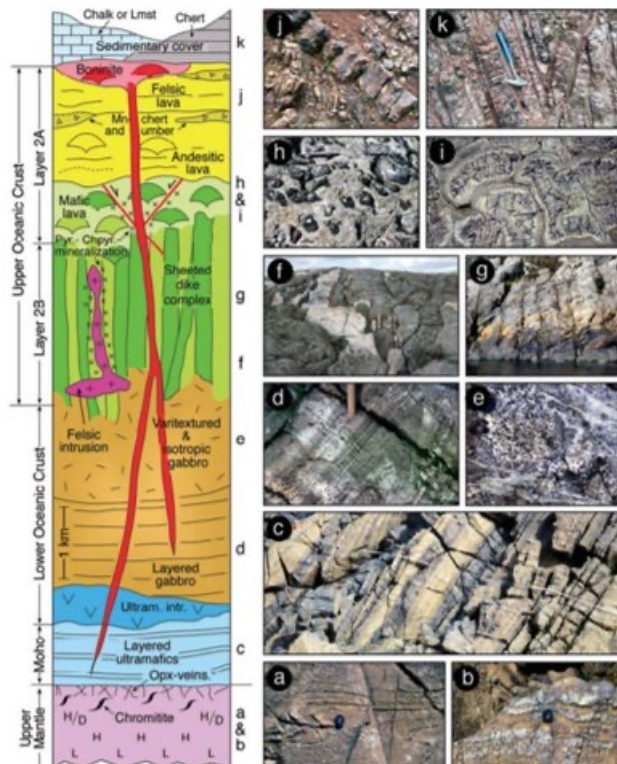 Chalk or Lmst
Chert
Sedimentary cover
k
Boninite
Felsic
lava
j
Mn- chert
and umber
Andesitic
lava
h
&
i
Mafic
lava
Pyr.- Chpyr.
mineralization
Sheeted
dike
complex
g
f
Felsic
intrusion
Varitextured
&
isotropic
gabbro
e
1 km
d
Layered
gabbro
Ultram. intr.
Layered
ultramafics
c
Opx-veins
Chromitite
H/D
H/D
H H H
L L L
a
&
b
Upper Oceanic Crust
Layer 2A
Layer 2B
Lower Oceanic Crust
Moho
Upper
Mantle
j
k
h
i
f
g
d
e
c
a
b